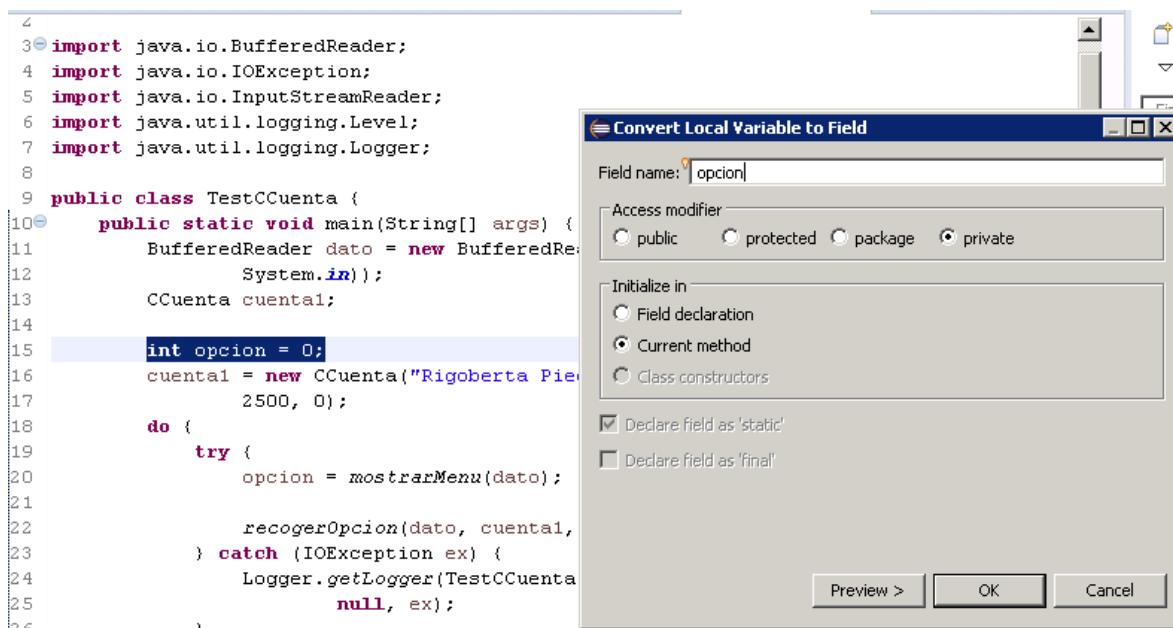 2
3 import java.io.BufferedReader;
4 import java.io.IOException;
5 import java.io.InputStreamReader;
6 import java.util.logging.Level;
7 import java.util.logging.Logger;
8
9 public class TestCCuenta {
10 public static void main(String[] args) {
11 BufferedReader dato = new BufferedRe
12 System.in));
13 CCuenta cuenta1;
14
15 int opcion = 0;
16 cuenta1 = new CCuenta("Rigoberta Pie
17 2500, 0);
18 do {
19 try {
20 opcion = mostrarMenu(dato);
21
22 recogerOpcion(dato, cuenta1,
23 } catch (IOException ex) {
24 Logger.getLogger(TestCCuenta
25 null, ex);
26 }
Convert Local Variable to Field
Field name: opcion
Access modifier
public protected package private
Initialize in
Field declaration
Current method
Class constructors
Declare field as 'static'
Declare field as 'final'
Preview > OK Cancel